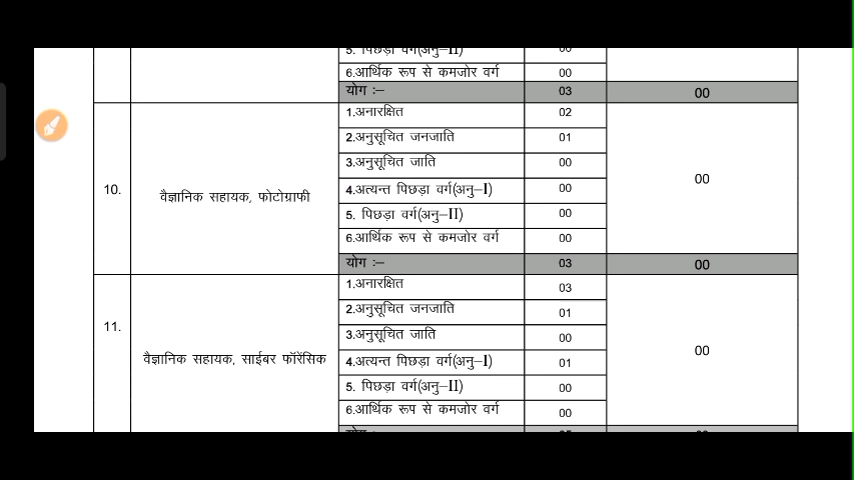 5. पिछड़ा वर्ग(अनु–II) 00
6.आर्थिक रूप से कमजोर वर्ग 00
योग :– 03 00
10. वैज्ञानिक सहायक, फोटोग्राफी
1.अनारक्षित 02
2.अनुसूचित जनजाति 01
3.अनुसूचित जाति 00
4.अत्यन्त पिछड़ा वर्ग(अनु–I) 00
00
5. पिछड़ा वर्ग(अनु–II) 00
6.आर्थिक रूप से कमजोर वर्ग 00
योग :– 03 00
11. वैज्ञानिक सहायक, साईबर फॉरेंसिक
1.अनारक्षित 03
2.अनुसूचित जनजाति 01
3.अनुसूचित जाति 00
4.अत्यन्त पिछड़ा वर्ग(अनु–I) 01
00
5. पिछड़ा वर्ग(अनु–II) 00
6.आर्थिक रूप से कमजोर वर्ग 00